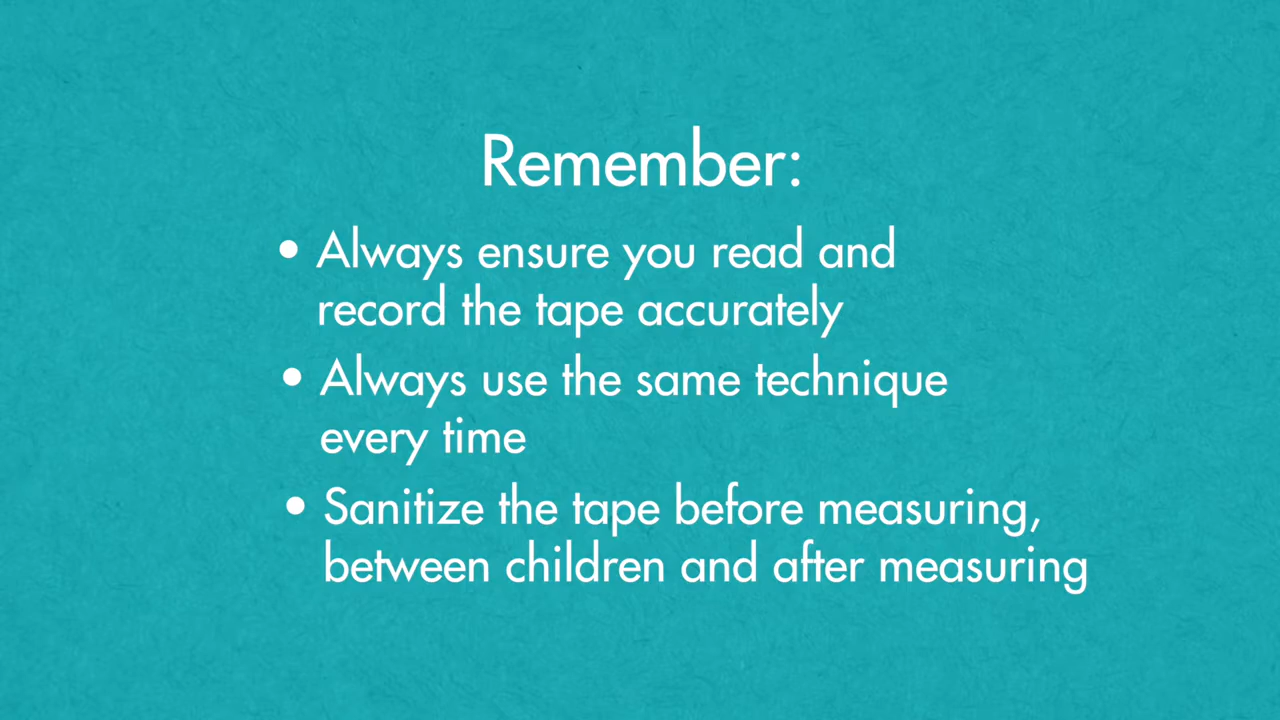 Remember:
• Always ensure you read and
record the tape accurately
• Always use the same technique
every time
• Sanitize the tape before measuring,
between children and after measuring